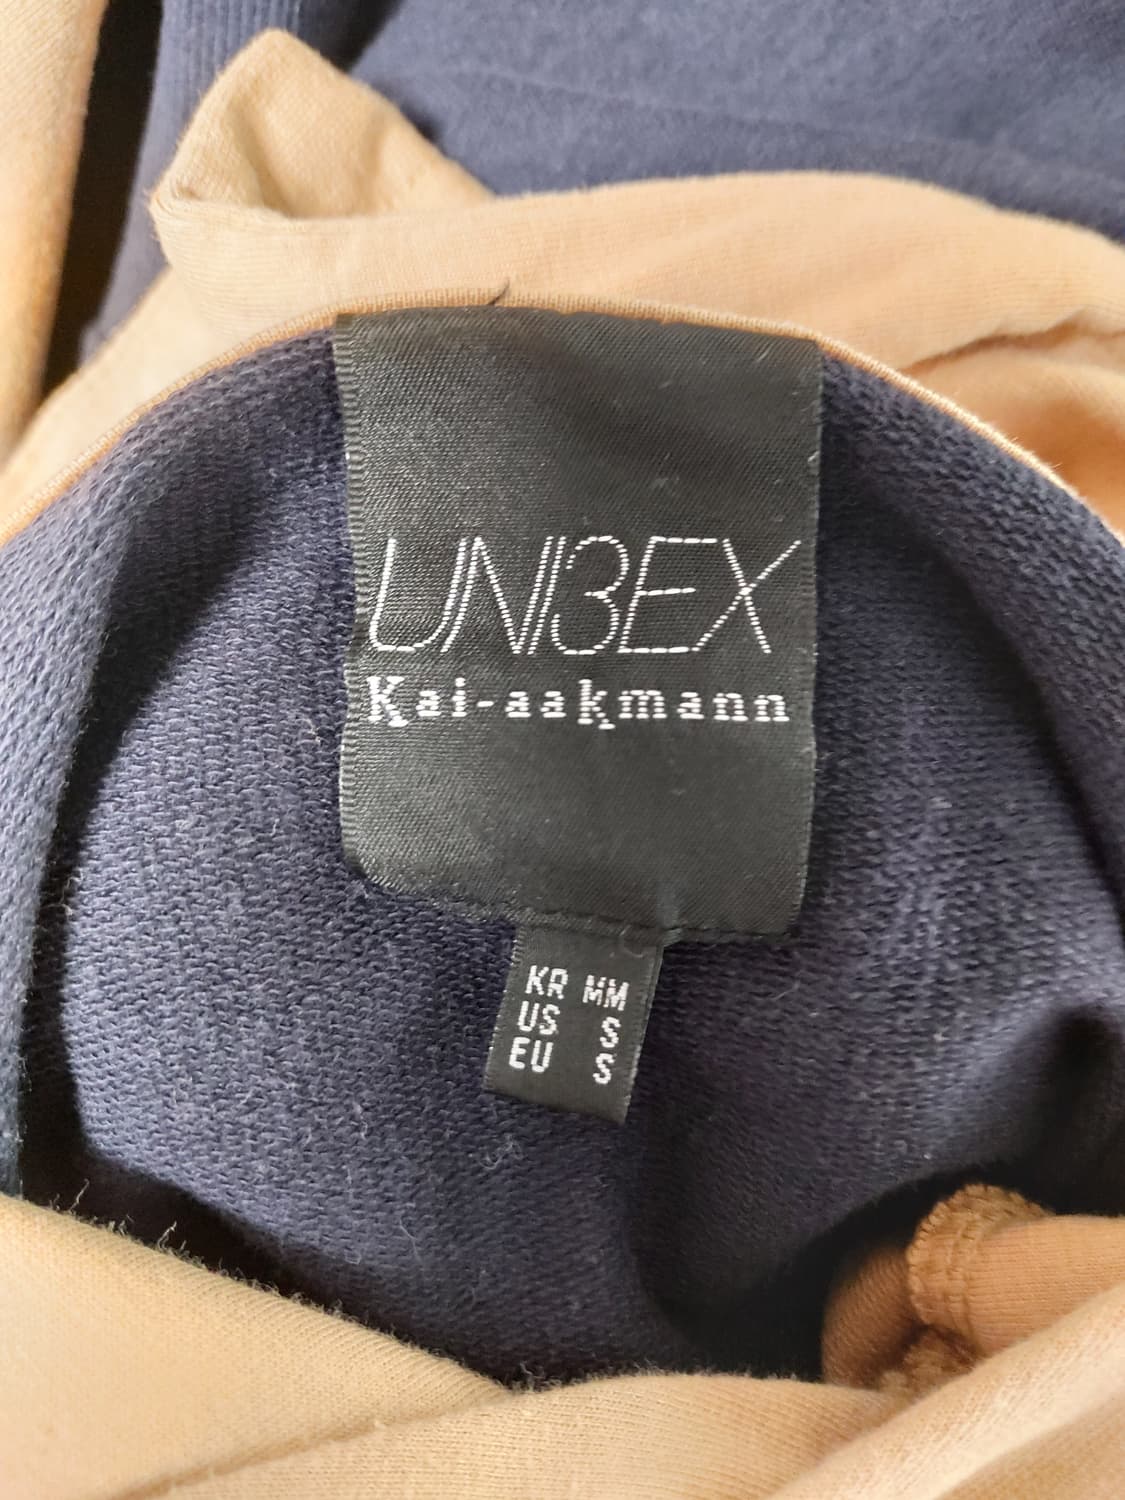 UNI3EX
Kai-aakmann
KR MM
US S
EU S